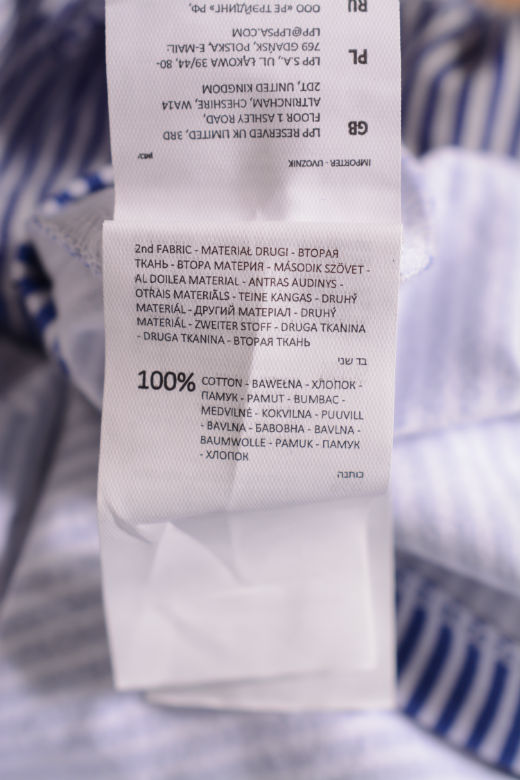 IMPORTER - UVOZNIK
GB
LPP RESERVED UK LIMITED, 3RD
FLOOR 1 ASHLEY ROAD,
ALTRINCHAM, CHESHIRE, WA14
2DT, UNITED KINGDOM
PL
LPP S.A., UL. ŁĄKOWA 39/44, 80-
769 GDAŃSK, POLSKA, E-MAIL:
LPP@LPPSA.COM
RU
ООО "РЕ ТРЭЙДИНГ" РФ,
2nd FABRIC - MATERIAŁ DRUGI - ВТОРАЯ
ТКАНЬ - ВТОРА МАТЕРИЯ - MÁSODIK SZÖVET -
AL DOILEA MATERIAL - ANTRAS AUDINYS -
OTRAIS MATERIĀLS - TEINE KANGAS - DRUHÝ
MATERIÁL - ДРУГИЙ МАТЕРІАЛ - DRUHÝ
MATERIÁL - ZWEITER STOFF - DRUGA TKANINA
- DRUGA TKANINA - ВТОРАЯ ТКАНЬ
בד שני
100% COTTON - BAWEŁNA - ХЛОПОК -
ПАМУК - PAMUT - BUMBAC -
MEDVILNĖ - KOKVILNA - PUUVILL
- BAVLNA - БАВОВНА - BAVLNA -
BAUMWOLLE - PAMUK - ПАМУК
- ХЛОПОК
כותנה